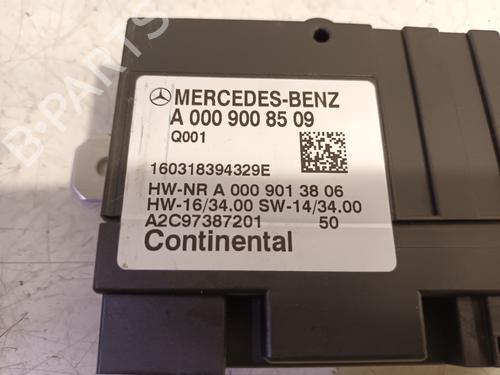 MERCEDES-BENZ
A 000 900 85 09
Q001
160318394329E
HW-NR A 000 901 38 06
HW-16/34.00 SW-14/34.00
A2C97387201 50
Continental
B-PARTS